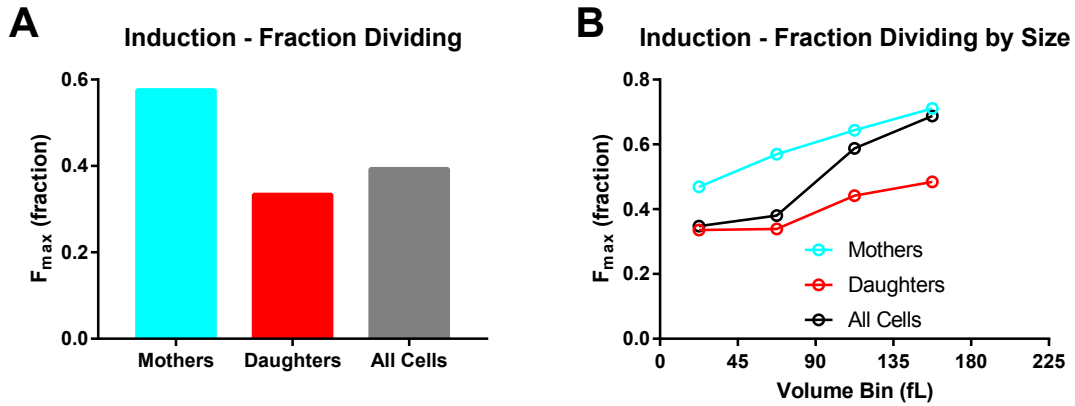 A
Induction - Fraction Dividing
0.6
0.4
0.2
0.0
Fmax (fraction)
Mothers
Daughters
All Cells
B
Induction - Fraction Dividing by Size
0.8
0.6
0.4
0.2
0.0
Fmax (fraction)
Mothers
Daughters
All Cells
0
45
90
135
180
225
Volume Bin (fL)